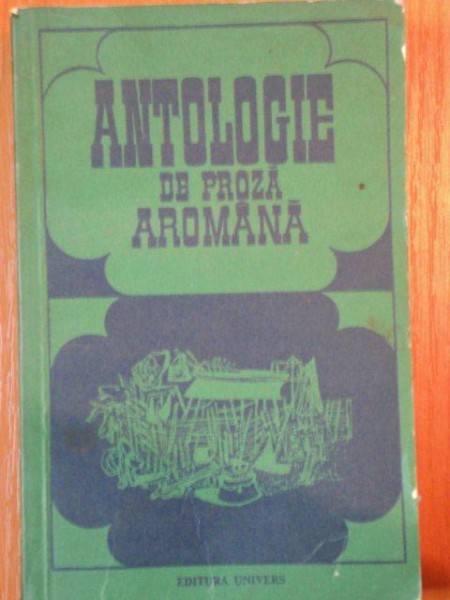 ANTOLOGIE
DE PROZĂ
AROMÂNĂ
EDITURA UNIVERS